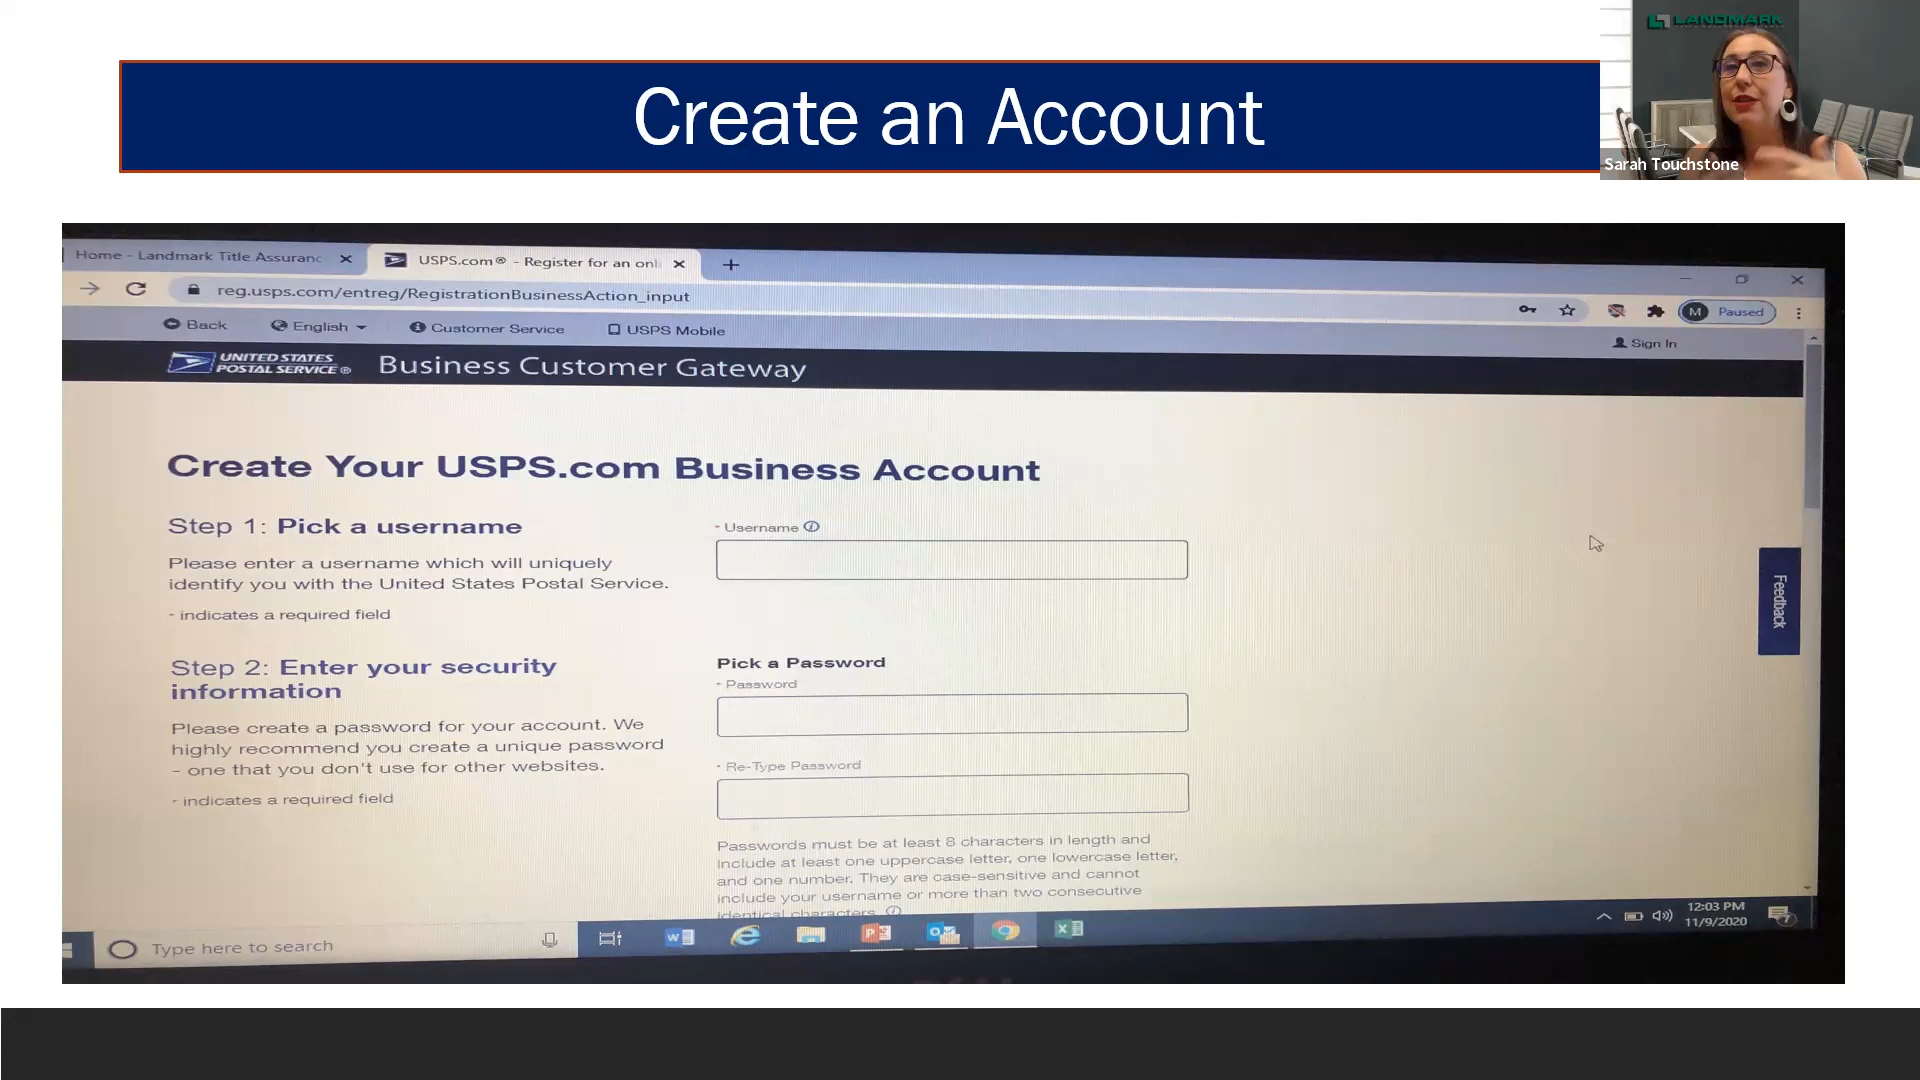 Create an Account
LANDMARK
Sarah Touchstone
Home - Landmark Title Assuranc
USPS.com® - Register for an onl
reg.usps.com/entreg/RegistrationBusinessAction_input
M Paused
Back
English
Customer Service
USPS Mobile
Sign In
UNITED STATES
POSTAL SERVICE®
Business Customer Gateway
Create Your USPS.com Business Account
Step 1: Pick a username
Please enter a username which will uniquely
identify you with the United States Postal Service.
* indicates a required field
* Username
Step 2: Enter your security
information
Please create a password for your account. We
highly recommend you create a unique password
- one that you don't use for other websites.
* indicates a required field
Pick a Password
* Password
* Re-Type Password
Passwords must be at least 8 characters in length and
include at least one uppercase letter, one lowercase letter,
and one number. They are case-sensitive and cannot
include your username or more than two consecutive
identical characters.
Feedback
Type here to search
12:03 PM
11/9/2020
7